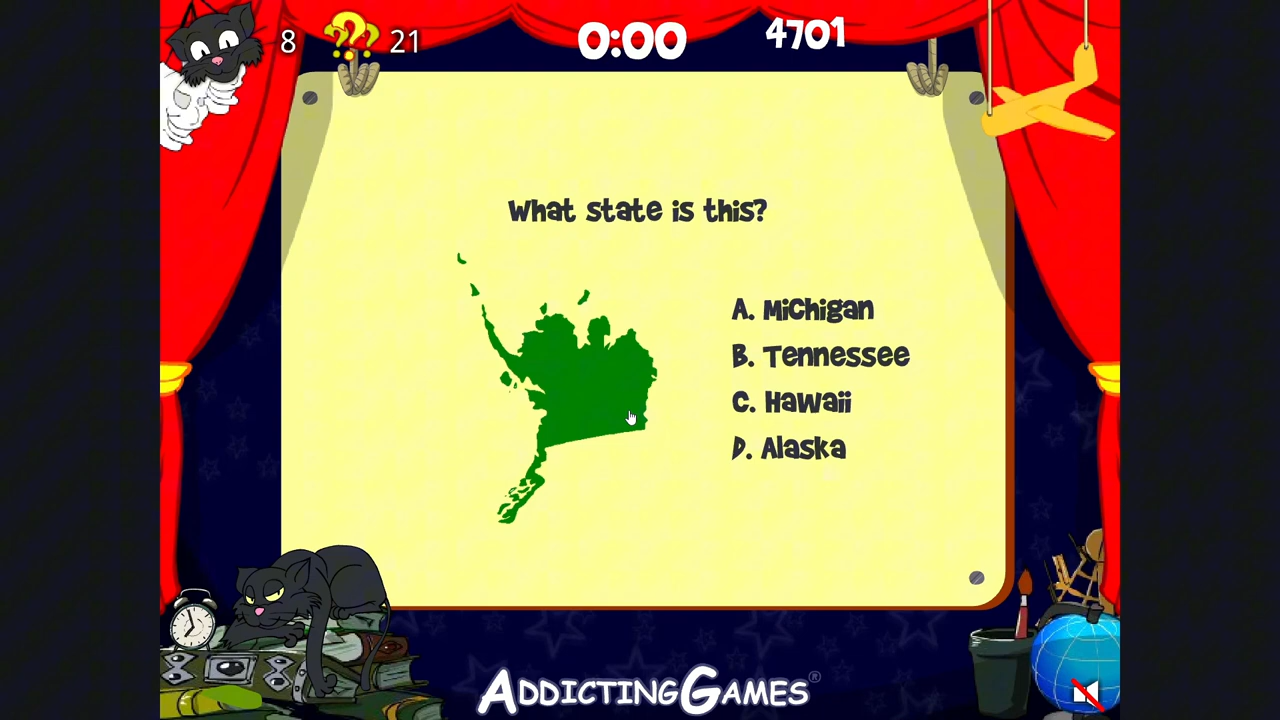 8 ?? 21 0:00 4701
What state is this?
A. Michigan
B. Tennessee
C. Hawaii
D. Alaska
AddictingGames®